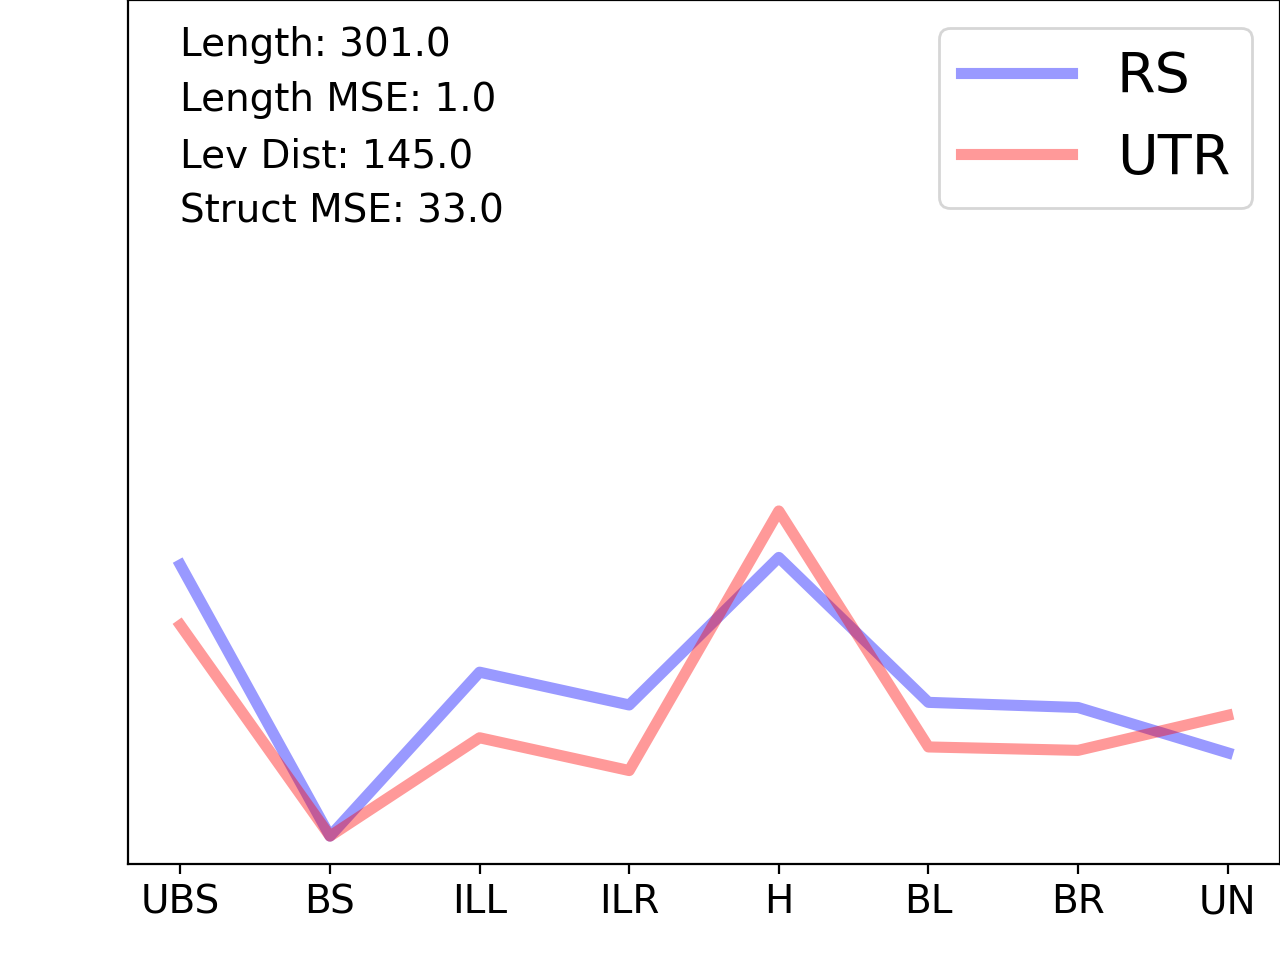 Length: 301.0
Length MSE: 1.0
Lev Dist: 145.0
Struct MSE: 33.0
RS
UTR
UBS BS ILL ILR H BL BR UN